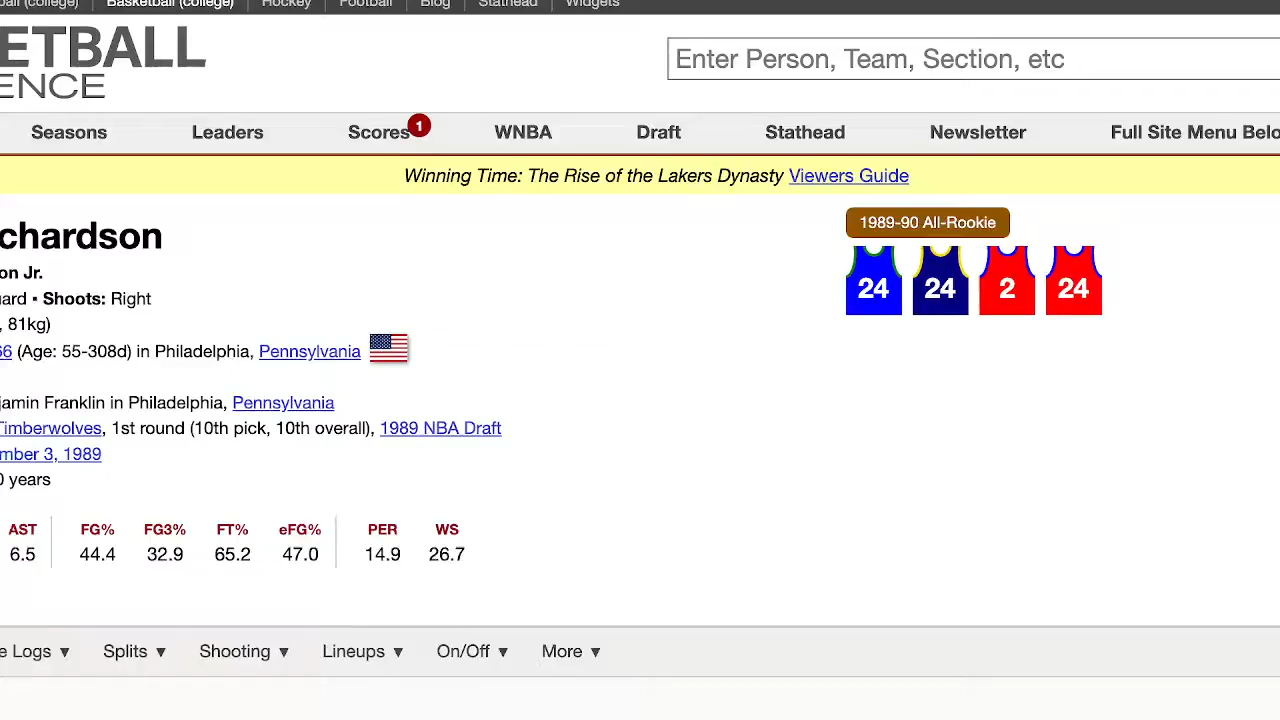 ball (college) Basketball (college) Hockey Football Blog Stathead Widgets
ETBALL
ENCE
Enter Person, Team, Section, etc
Seasons Leaders Scores 1 WNBA Draft Stathead Newsletter Full Site Menu Belo
Winning Time: The Rise of the Lakers Dynasty Viewers Guide
chardson
1989-90 All-Rookie
on Jr.
24 24 2 24
uard ▪ Shoots: Right
, 81kg)
66 (Age: 55-308d) in Philadelphia, Pennsylvania
jamin Franklin in Philadelphia, Pennsylvania
Timberwolves, 1st round (10th pick, 10th overall), 1989 NBA Draft
mber 3, 1989
0 years
AST FG% FG3% FT% eFG% PER WS
6.5 44.4 32.9 65.2 47.0 14.9 26.7
e Logs ▼ Splits ▼ Shooting ▼ Lineups ▼ On/Off ▼ More ▼